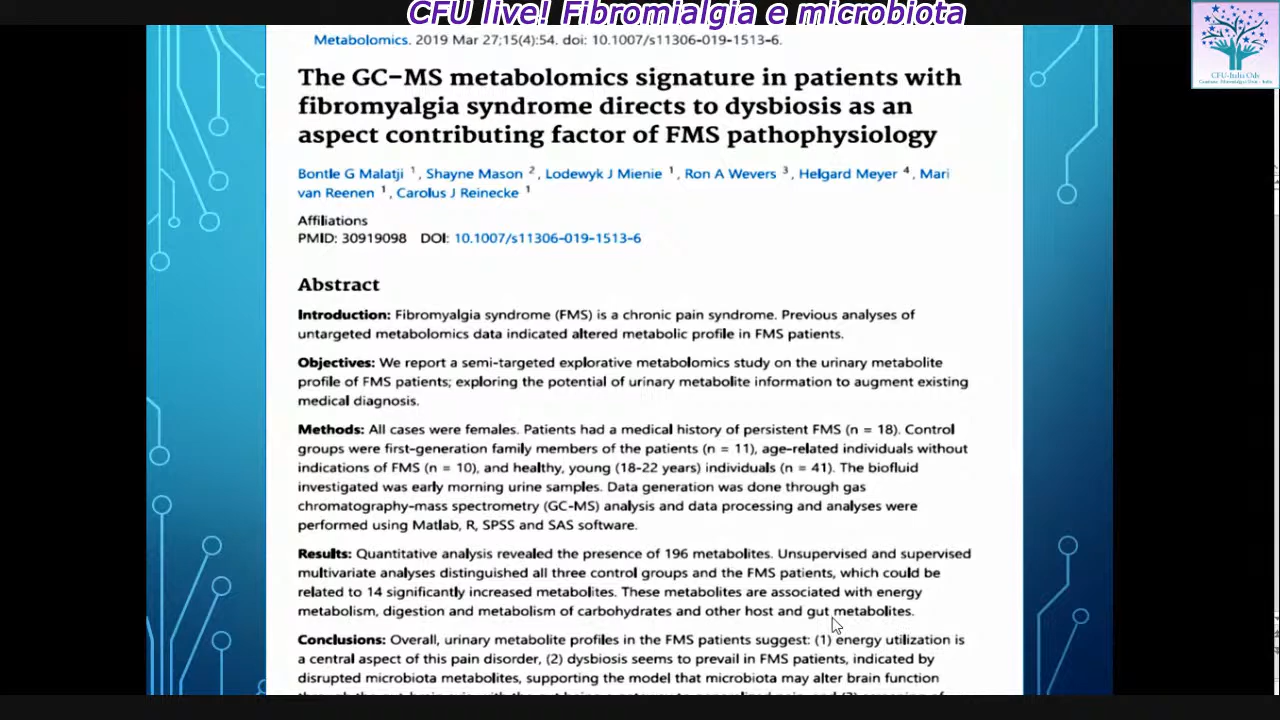 CFU live! Fibromialgia e microbiota
CFU-Italia Odv
Metabolomics. 2019 Mar 27;15(4):54. doi: 10.1007/s11306-019-1513-6.
The GC-MS metabolomics signature in patients with
fibromyalgia syndrome directs to dysbiosis as an
aspect contributing factor of FMS pathophysiology
Bontle G Malatji 1, Shayne Mason 2, Lodewyk J Mienie 1, Ron A Wevers 3, Helgard Meyer 4, Mari
van Reenen 1, Carolus J Reinecke 1
Affiliations
PMID: 30919098 DOI: 10.1007/s11306-019-1513-6
Abstract
Introduction: Fibromyalgia syndrome (FMS) is a chronic pain syndrome. Previous analyses of
untargeted metabolomics data indicated altered metabolic profile in FMS patients.
Objectives: We report a semi-targeted explorative metabolomics study on the urinary metabolite
profile of FMS patients; exploring the potential of urinary metabolite information to augment existing
medical diagnosis.
Methods: All cases were females. Patients had a medical history of persistent FMS (n = 18). Control
groups were first-generation family members of the patients (n = 11), age-related individuals without
indications of FMS (n = 10), and healthy, young (18-22 years) individuals (n = 41). The biofluid
investigated was early morning urine samples. Data generation was done through gas
chromatography-mass spectrometry (GC-MS) analysis and data processing and analyses were
performed using Matlab, R, SPSS and SAS software.
Results: Quantitative analysis revealed the presence of 196 metabolites. Unsupervised and supervised
multivariate analyses distinguished all three control groups and the FMS patients, which could be
related to 14 significantly increased metabolites. These metabolites are associated with energy
metabolism, digestion and metabolism of carbohydrates and other host and gut metabolites.
Conclusions: Overall, urinary metabolite profiles in the FMS patients suggest: (1) energy utilization is
a central aspect of this pain disorder, (2) dysbiosis seems to prevail in FMS patients, indicated by
disrupted microbiota metabolites, supporting the model that microbiota may alter brain function